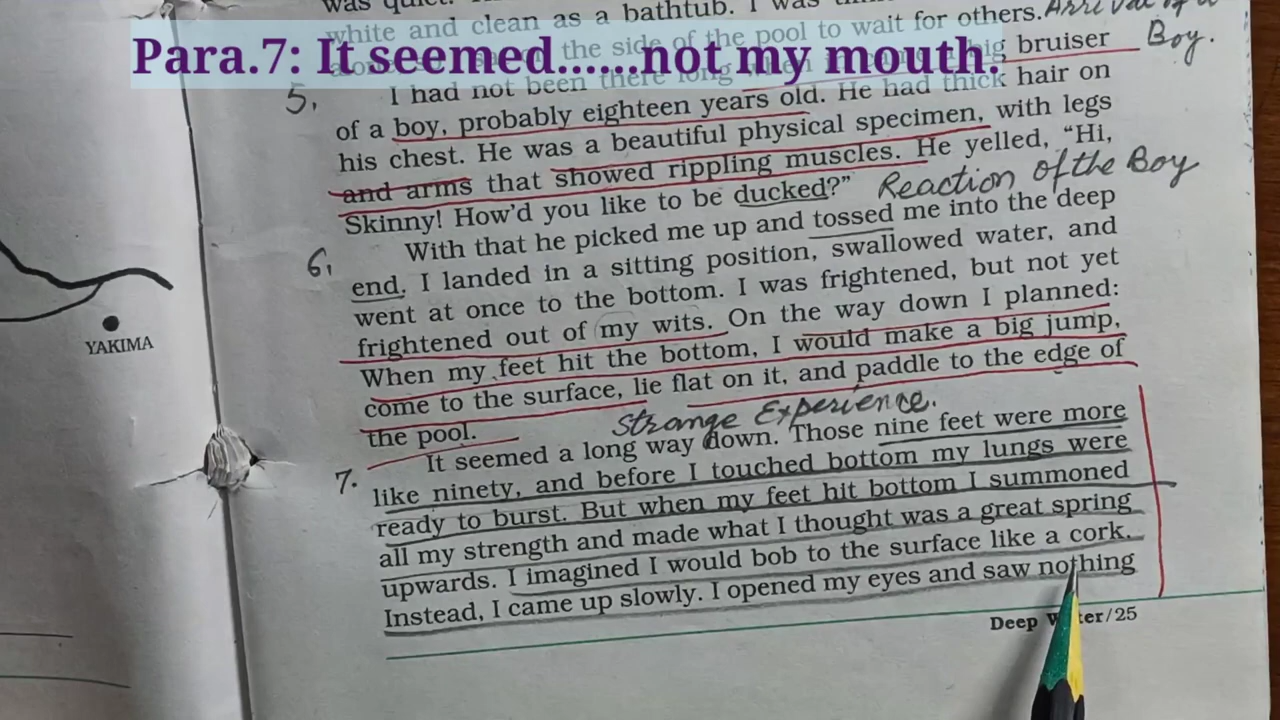 was quiet.
white and clean as a bathtub. I was
Arrival of a
the side of the pool to wait for others.
Para.7: It seemed......not my mouth.
big bruiser
Boy.
5.
I had not been there long when
of a boy, probably eighteen years old. He had thick hair on
his chest. He was a beautiful physical specimen, with legs
and arms that showed rippling muscles. He yelled, “Hi,
Skinny! How’d you like to be ducked?”
Reaction of the Boy
6.
With that he picked me up and tossed me into the deep
end. I landed in a sitting position, swallowed water, and
went at once to the bottom. I was frightened, but not yet
frightened out of my wits. On the way down I planned:
When my feet hit the bottom, I would make a big jump,
come to the surface, lie flat on it, and paddle to the edge of
the pool.
Strange Experience.
7.
It seemed a long way down. Those nine feet were more
like ninety, and before I touched bottom my lungs were
ready to burst. But when my feet hit bottom I summoned
all my strength and made what I thought was a great spring
upwards. I imagined I would bob to the surface like a cork.
Instead, I came up slowly. I opened my eyes and saw nothing
Deep Water/25
YAKIMA